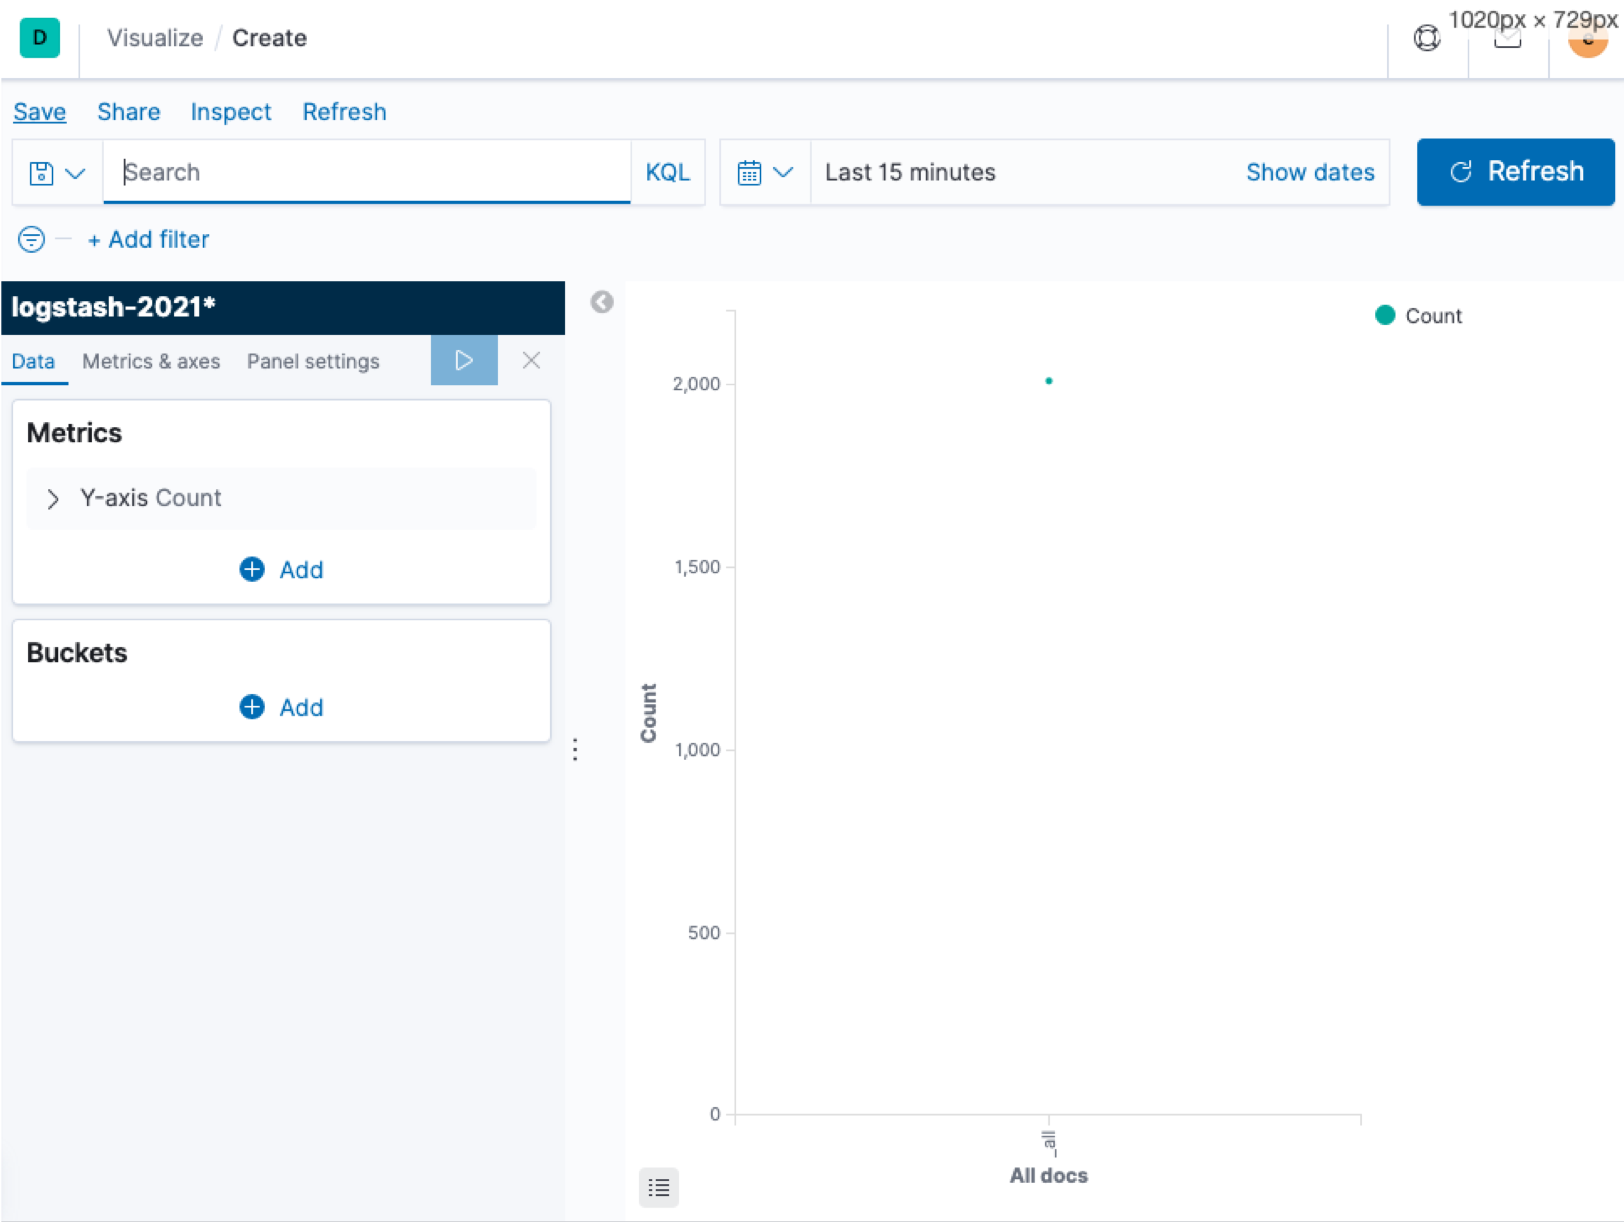 1020px × 729px
D Visualize / Create e
Save Share Inspect Refresh
Search KQL Last 15 minutes Show dates Refresh
+ Add filter
logstash-2021*
Data Metrics & axes Panel settings
Metrics
Y-axis Count
Add
Buckets
Add
Count
2,000
1,500
1,000
500
0
Count
_all
All docs